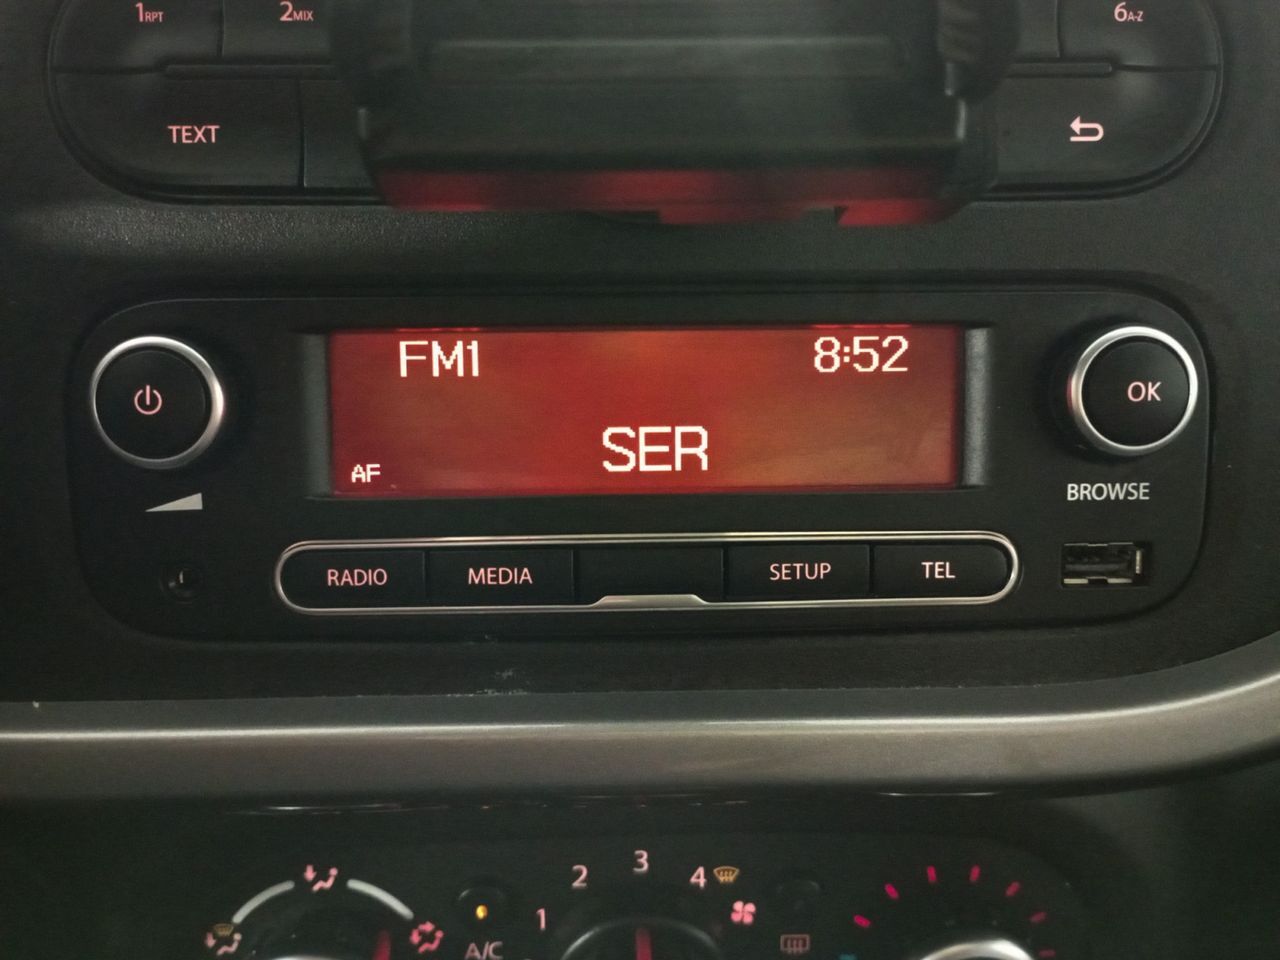 1RPT 2MIX 6A-Z
TEXT
FM1 8:52
SER
AF
OK
BROWSE
RADIO MEDIA SETUP TEL
1 2 3 4
A/C